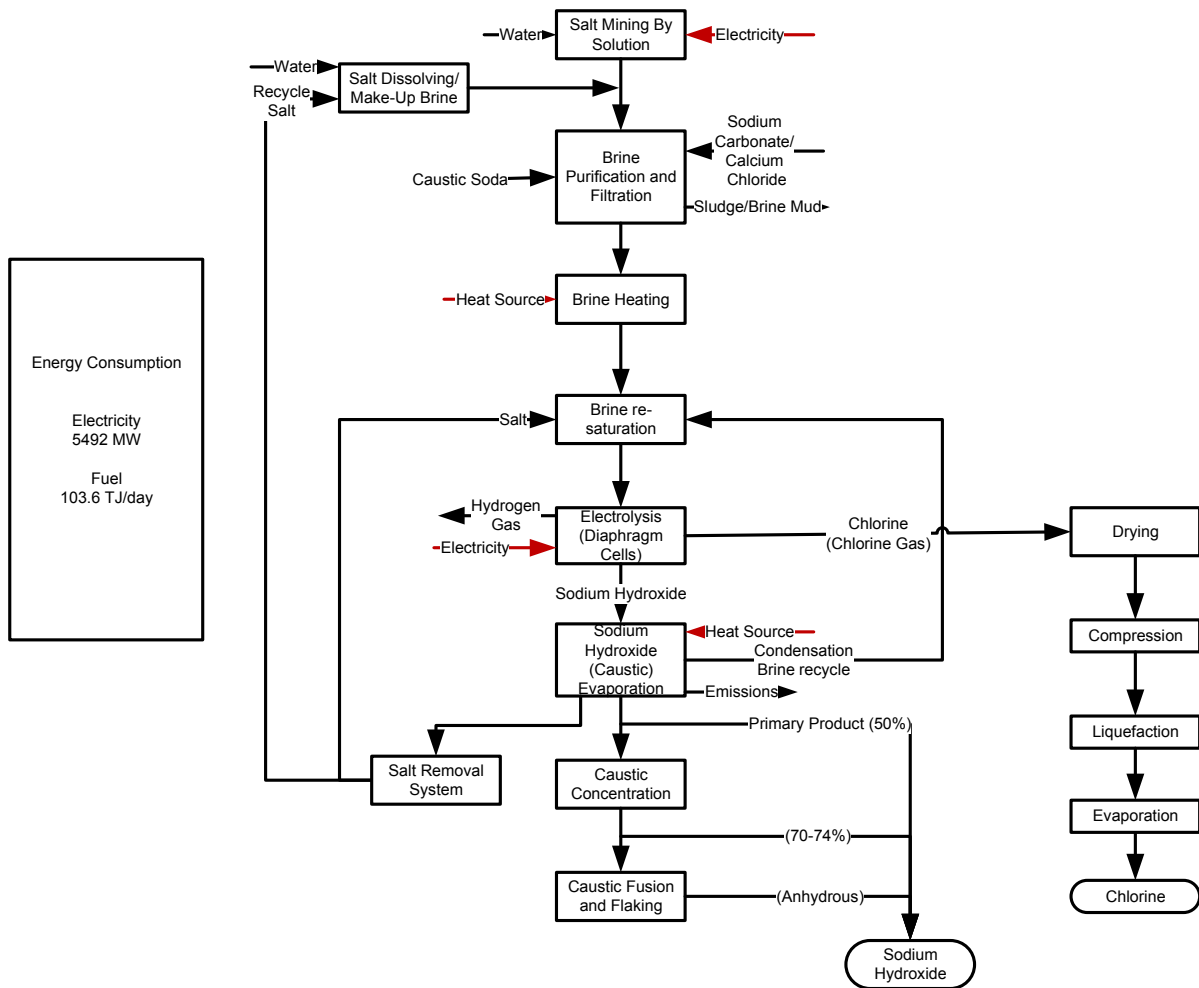 Salt Mining By
Solution
Water
Electricity
Water
Salt Dissolving/
Make-Up Brine
Recycle
Salt
Sodium
Carbonate/
Calcium
Chloride
Brine
Purification and
Filtration
Caustic Soda
Sludge/Brine Mud
Heat Source
Brine Heating
Energy Consumption
Electricity
5492 MW
Fuel
103.6 TJ/day
Salt
Brine re-
saturation
Hydrogen
Gas
Electrolysis
(Diaphragm
Cells)
Electricity
Chlorine
(Chlorine Gas)
Drying
Sodium Hydroxide
Sodium
Hydroxide
(Caustic)
Evaporation
Heat Source
Condensation
Brine recycle
Emissions
Compression
Primary Product (50%)
Liquefaction
Salt Removal
System
Caustic
Concentration
Evaporation
(70-74%)
Caustic Fusion
and Flaking
(Anhydrous)
Chlorine
Sodium
Hydroxide